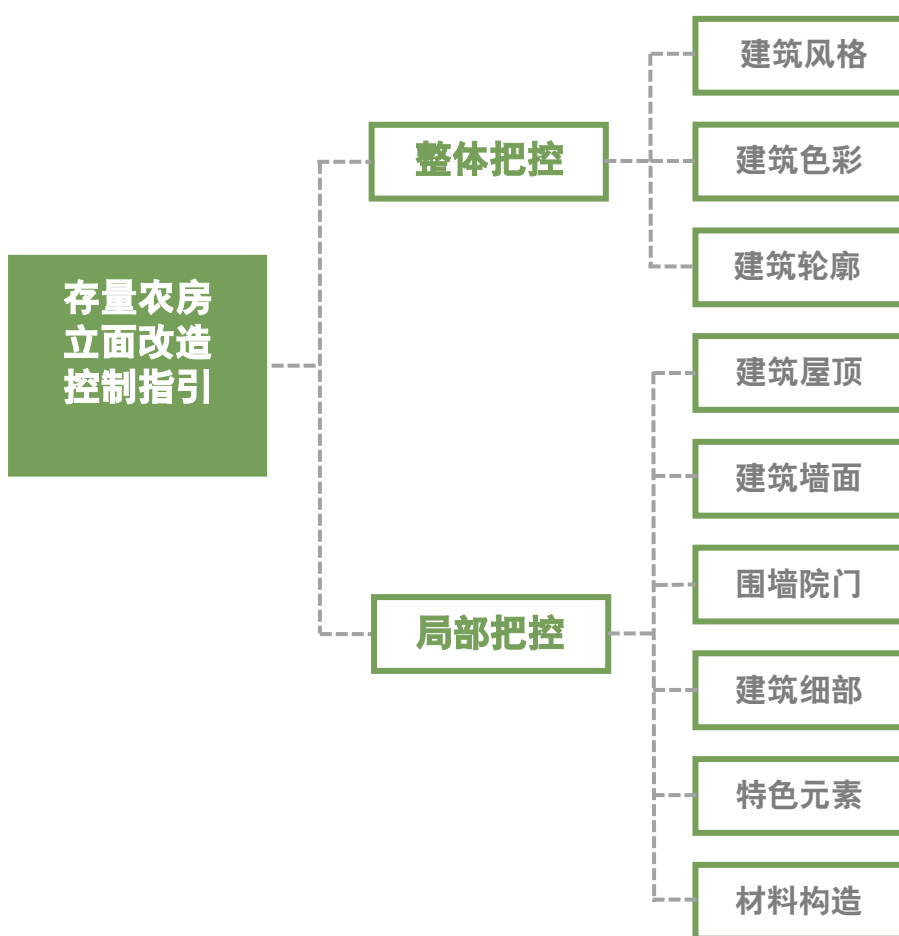 存量农房
立面改造
控制指引
整体把控
建筑风格
建筑色彩
建筑轮廓
局部把控
建筑屋顶
建筑墙面
围墙院门
建筑细部
特色元素
材料构造